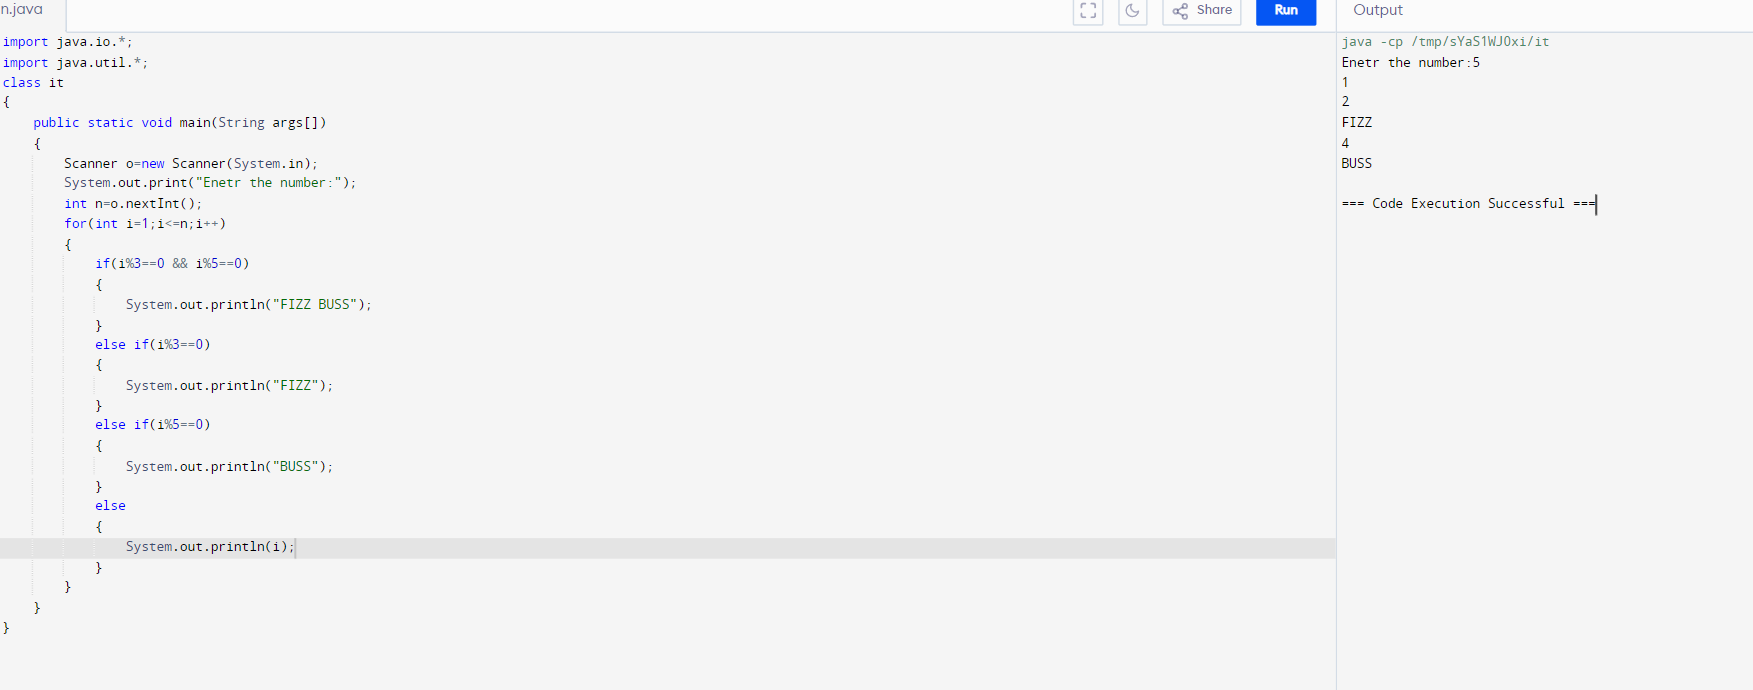 n.java
Share
Run
Output
import java.io.*;
import java.util.*;
class it
{
    public static void main(String args[])
    {
        Scanner o=new Scanner(System.in);
        System.out.print("Enetr the number:");
        int n=o.nextInt();
        for(int i=1;i<=n;i++)
        {
            if(i%3==0 && i%5==0)
            {
                System.out.println("FIZZ BUSS");
            }
            else if(i%3==0)
            {
                System.out.println("FIZZ");
            }
            else if(i%5==0)
            {
                System.out.println("BUSS");
            }
            else
            {
                System.out.println(i);
            }
        }
    }
}
java -cp /tmp/sYaS1WJOxi/it
Enetr the number:5
1
2
FIZZ
4
BUSS
=== Code Execution Successful ===